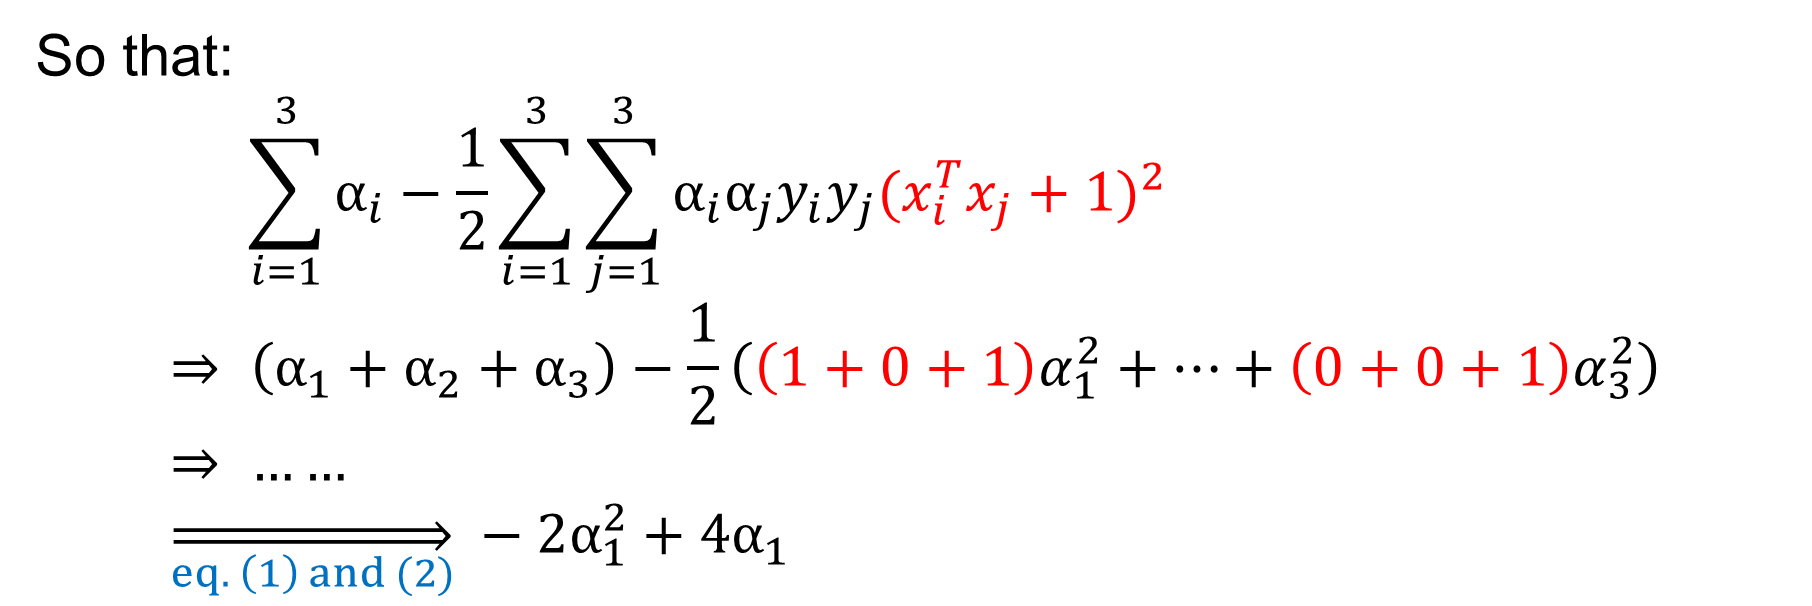 So that:
∑_{i=1}^{3} α_i − \frac{1}{2} ∑_{i=1}^{3} ∑_{j=1}^{3} α_i α_j y_i y_j (x_i^T x_j + 1)^2
⇒ (α_1 + α_2 + α_3) − \frac{1}{2} ((1 + 0 + 1)α_1^2 + ⋯ + (0 + 0 + 1)α_3^2)
⇒ … …
⟹ − 2α_1^2 + 4α_1
eq. (1) and (2)